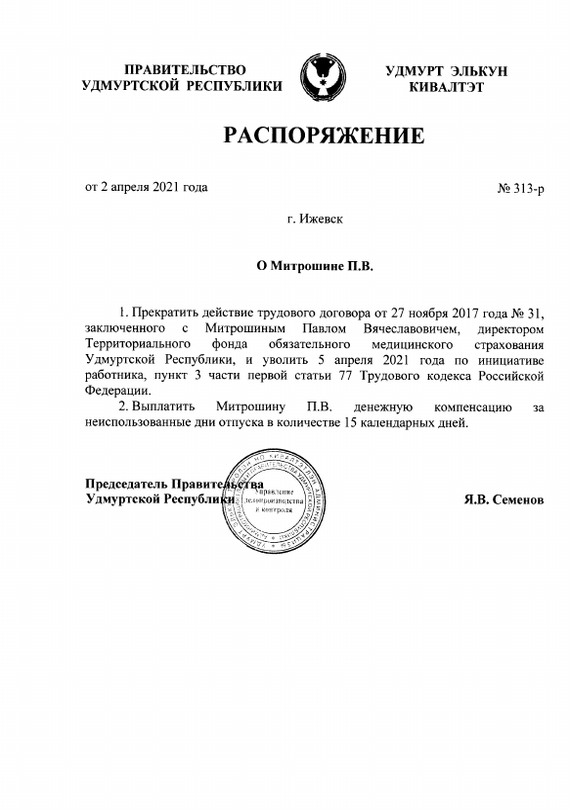 ПРАВИТЕЛЬСТВО
УДМУРТСКОЙ РЕСПУБЛИКИ
УДМУРТ ЭЛЬКУН
КИВАЛТЭТ
РАСПОРЯЖЕНИЕ
от 2 апреля 2021 года
№ 313-р
г. Ижевск
О Митрошине П.В.
1. Прекратить действие трудового договора от 27 ноября 2017 года № 31,
заключенного с Митрошиным Павлом Вячеславовичем, директором
Территориального фонда обязательного медицинского страхования
Удмуртской Республики, и уволить 5 апреля 2021 года по инициативе
работника, пункт 3 части первой статьи 77 Трудового кодекса Российской
Федерации.
2. Выплатить Митрошину П.В. денежную компенсацию за
неиспользованные дни отпуска в количестве 15 календарных дней.
Председатель Правительства
Удмуртской Республики
Я.В. Семенов
Управление
делопроизводства
и контроля